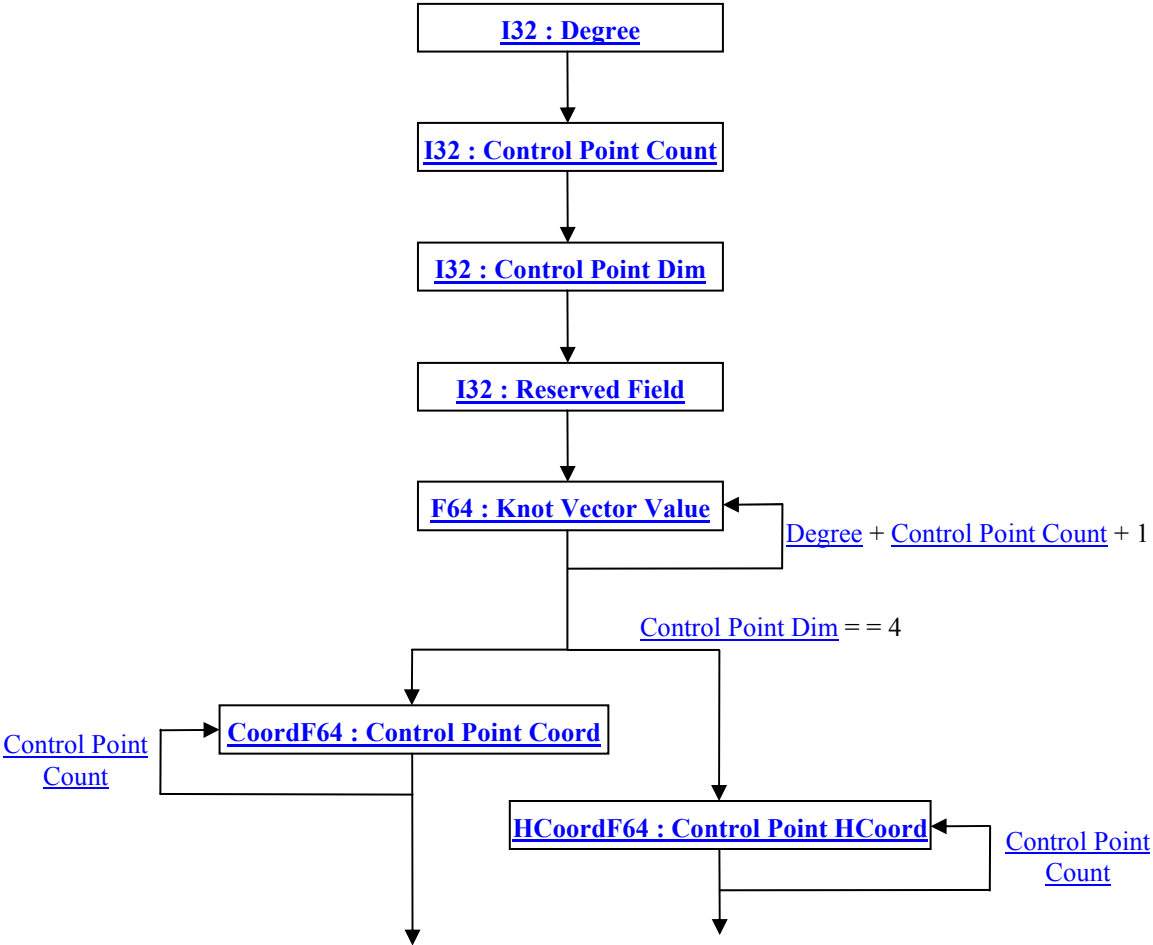 I32 : Degree
I32 : Control Point Count
I32 : Control Point Dim
I32 : Reserved Field
F64 : Knot Vector Value
Degree + Control Point Count + 1
Control Point Dim = = 4
CoordF64 : Control Point Coord
Control Point
Count
HCoordF64 : Control Point HCoord
Control Point
Count